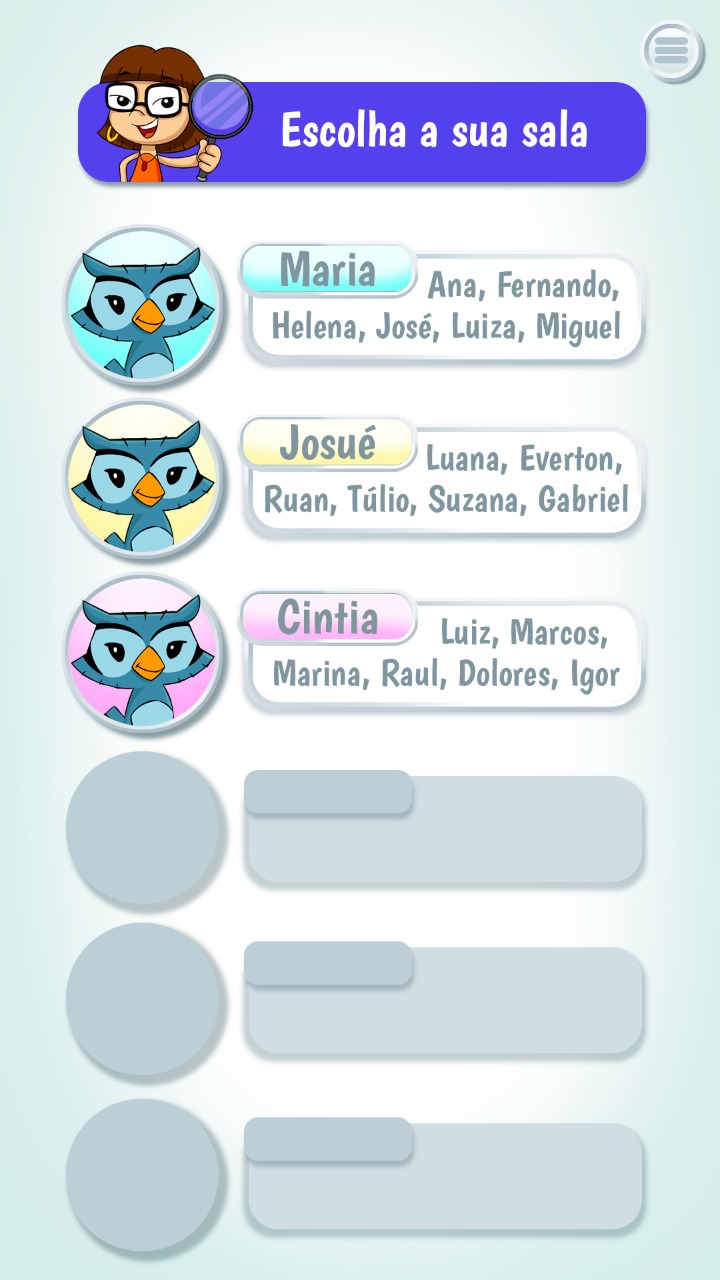 Escolha a sua sala
Maria
Ana, Fernando,
Helena, José, Luiza, Miguel
Josué
Luana, Everton,
Ruan, Túlio, Suzana, Gabriel
Cintia
Luiz, Marcos,
Marina, Raul, Dolores, Igor